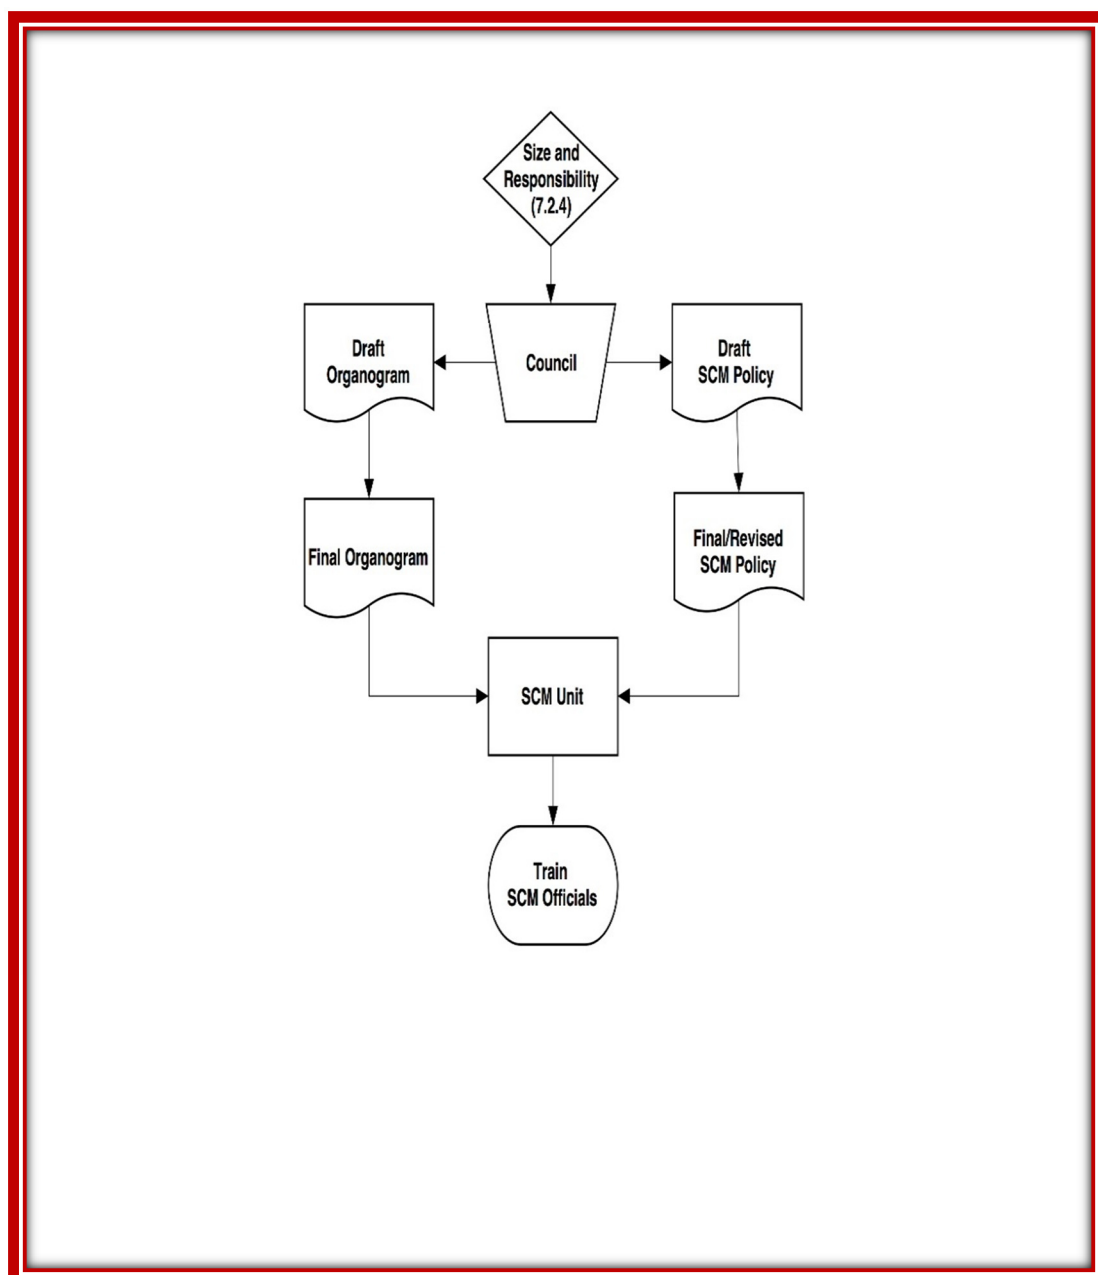 Size and
Responsibility
(7.2.4)
Draft
Organogram
Council
Draft
SCM Policy
Final Organogram
Final/Revised
SCM Policy
SCM Unit
Train
SCM Officials